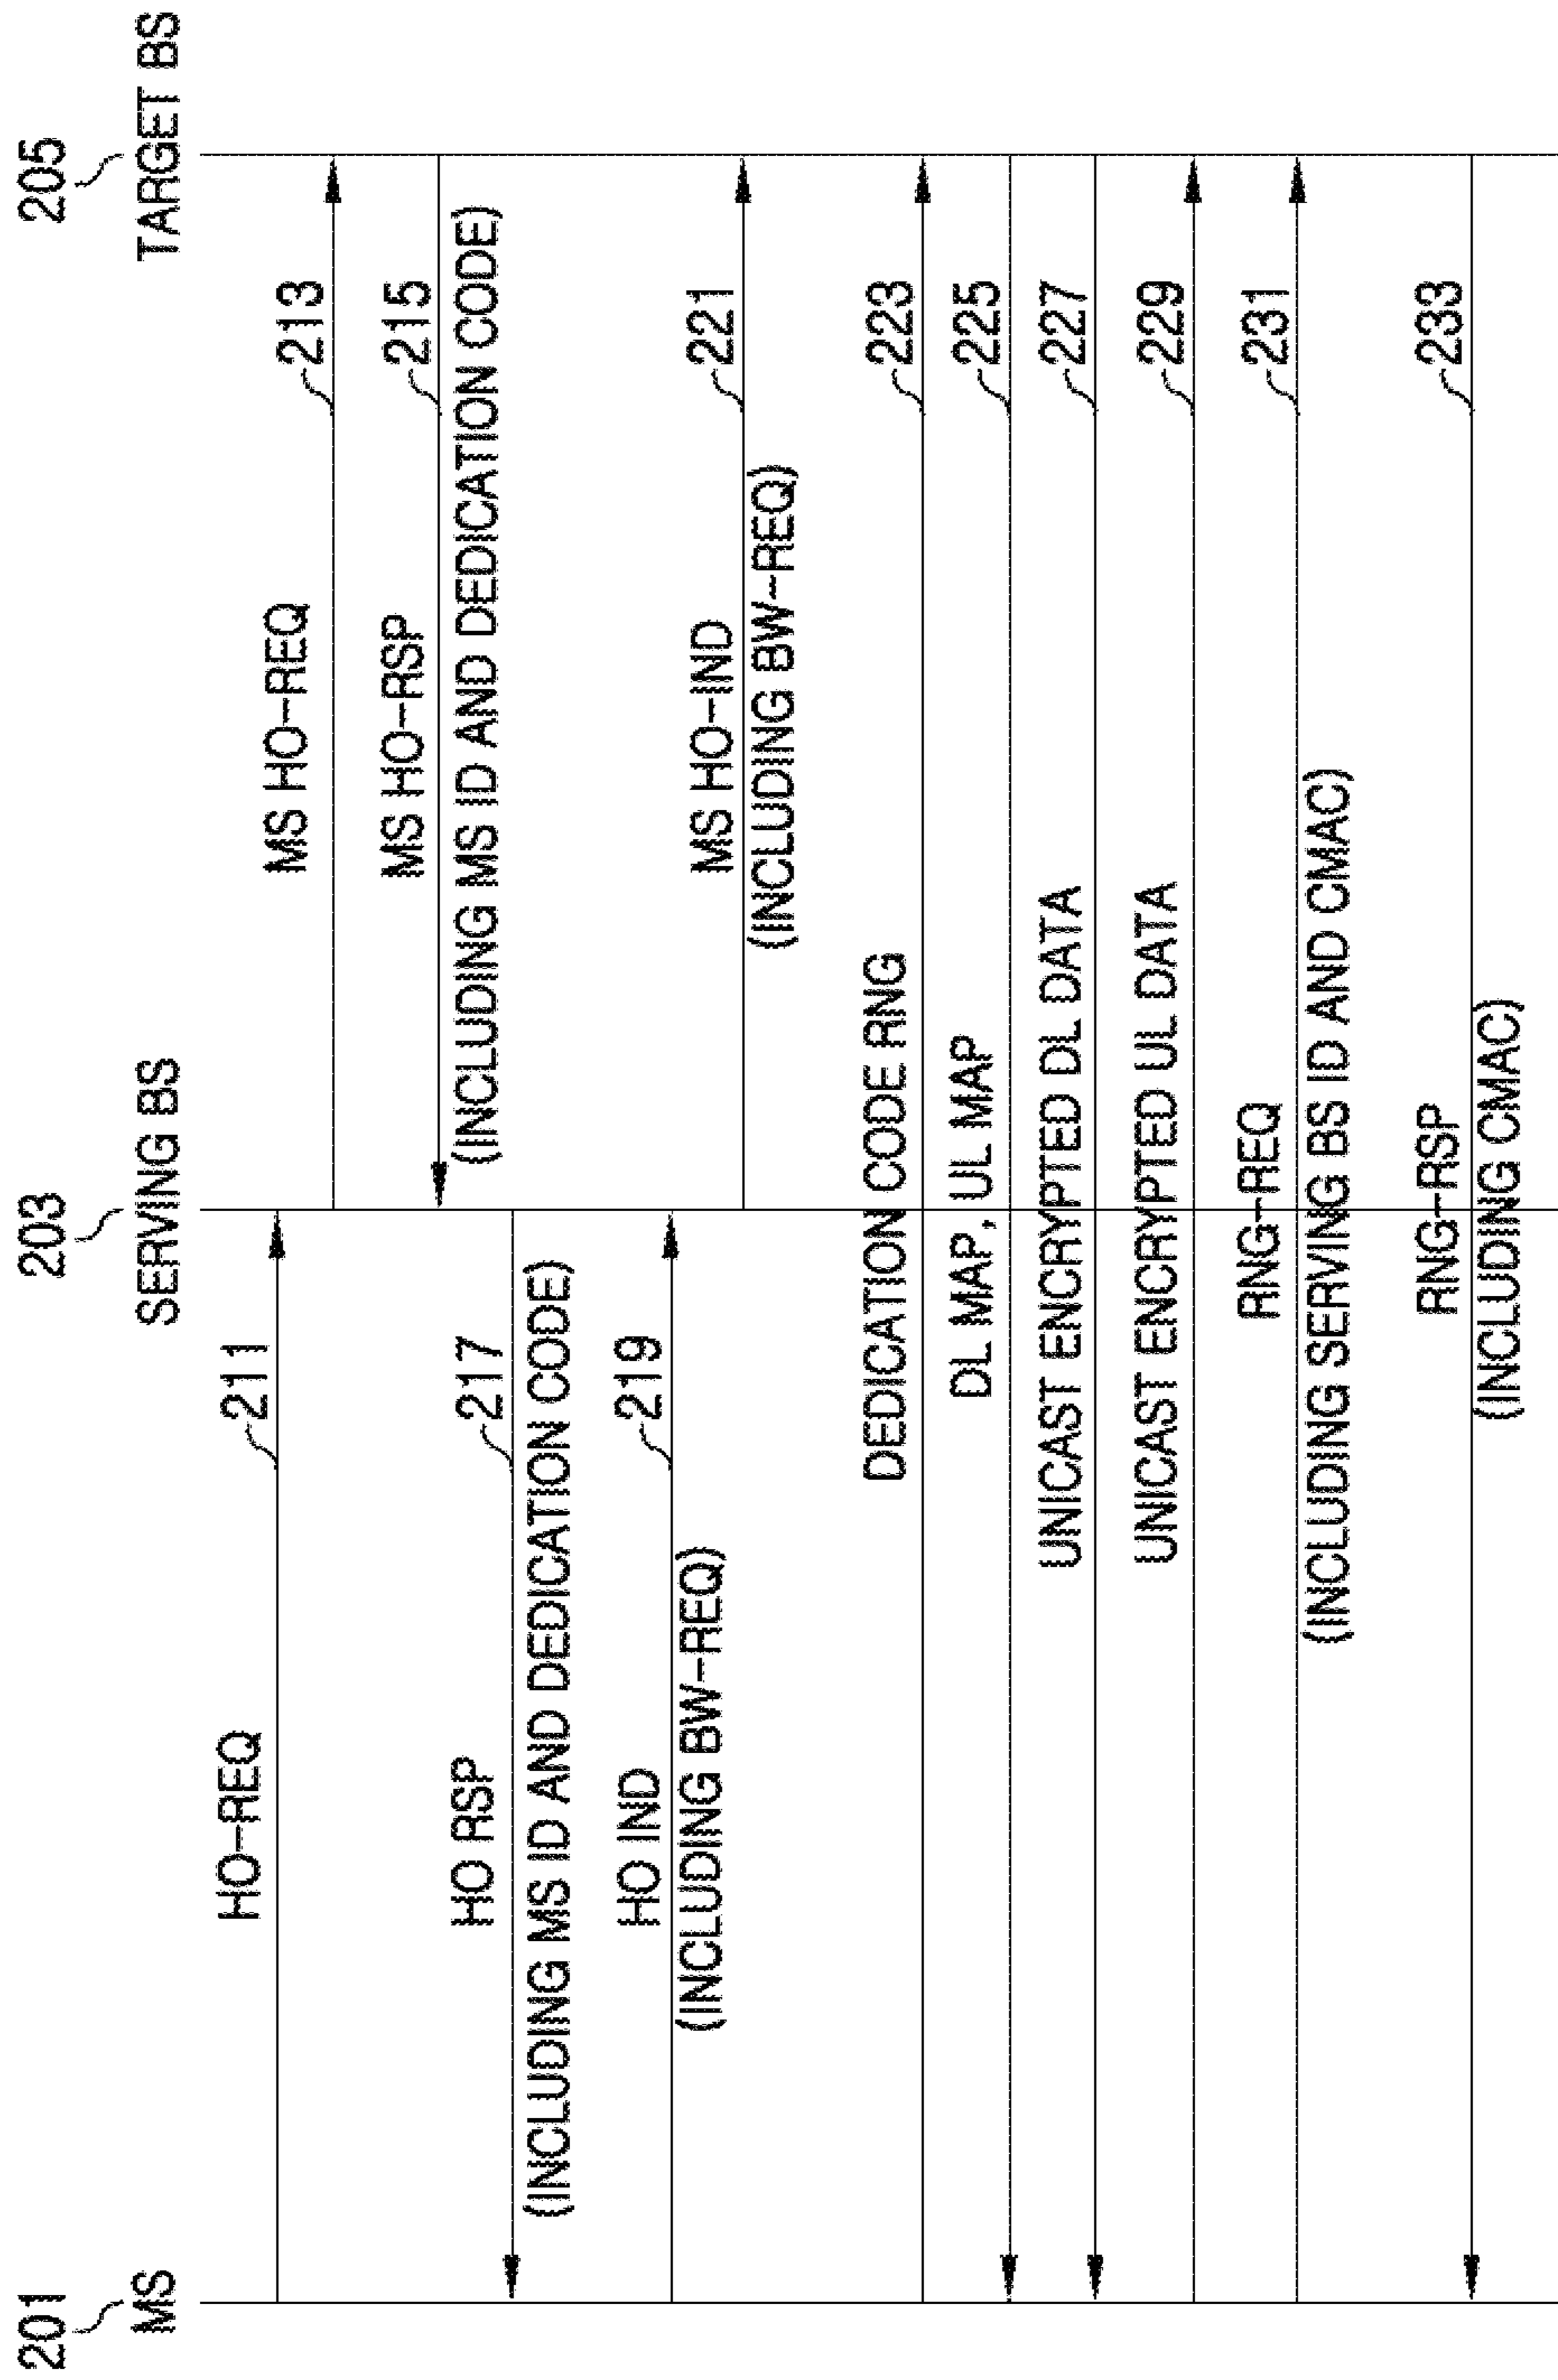 201
MS
203
SERVING BS
205
TARGET BS
HO-REQ
211
MS HO-REQ
213
MS HO-RSP
215
(INCLUDING MS ID AND DEDICATION CODE)
HO RSP
217
(INCLUDING MS ID AND DEDICATION CODE)
HO IND
219
(INCLUDING BW-REQ)
MS HO-IND
221
(INCLUDING BW-REQ)
DEDICATION CODE RNG
223
DL MAP, UL MAP
225
UNICAST ENCRYPTED DL DATA
227
UNICAST ENCRYPTED UL DATA
229
RNG-REQ
231
(INCLUDING SERVING BS ID AND CMAC)
RNG-RSP
233
(INCLUDING CMAC)